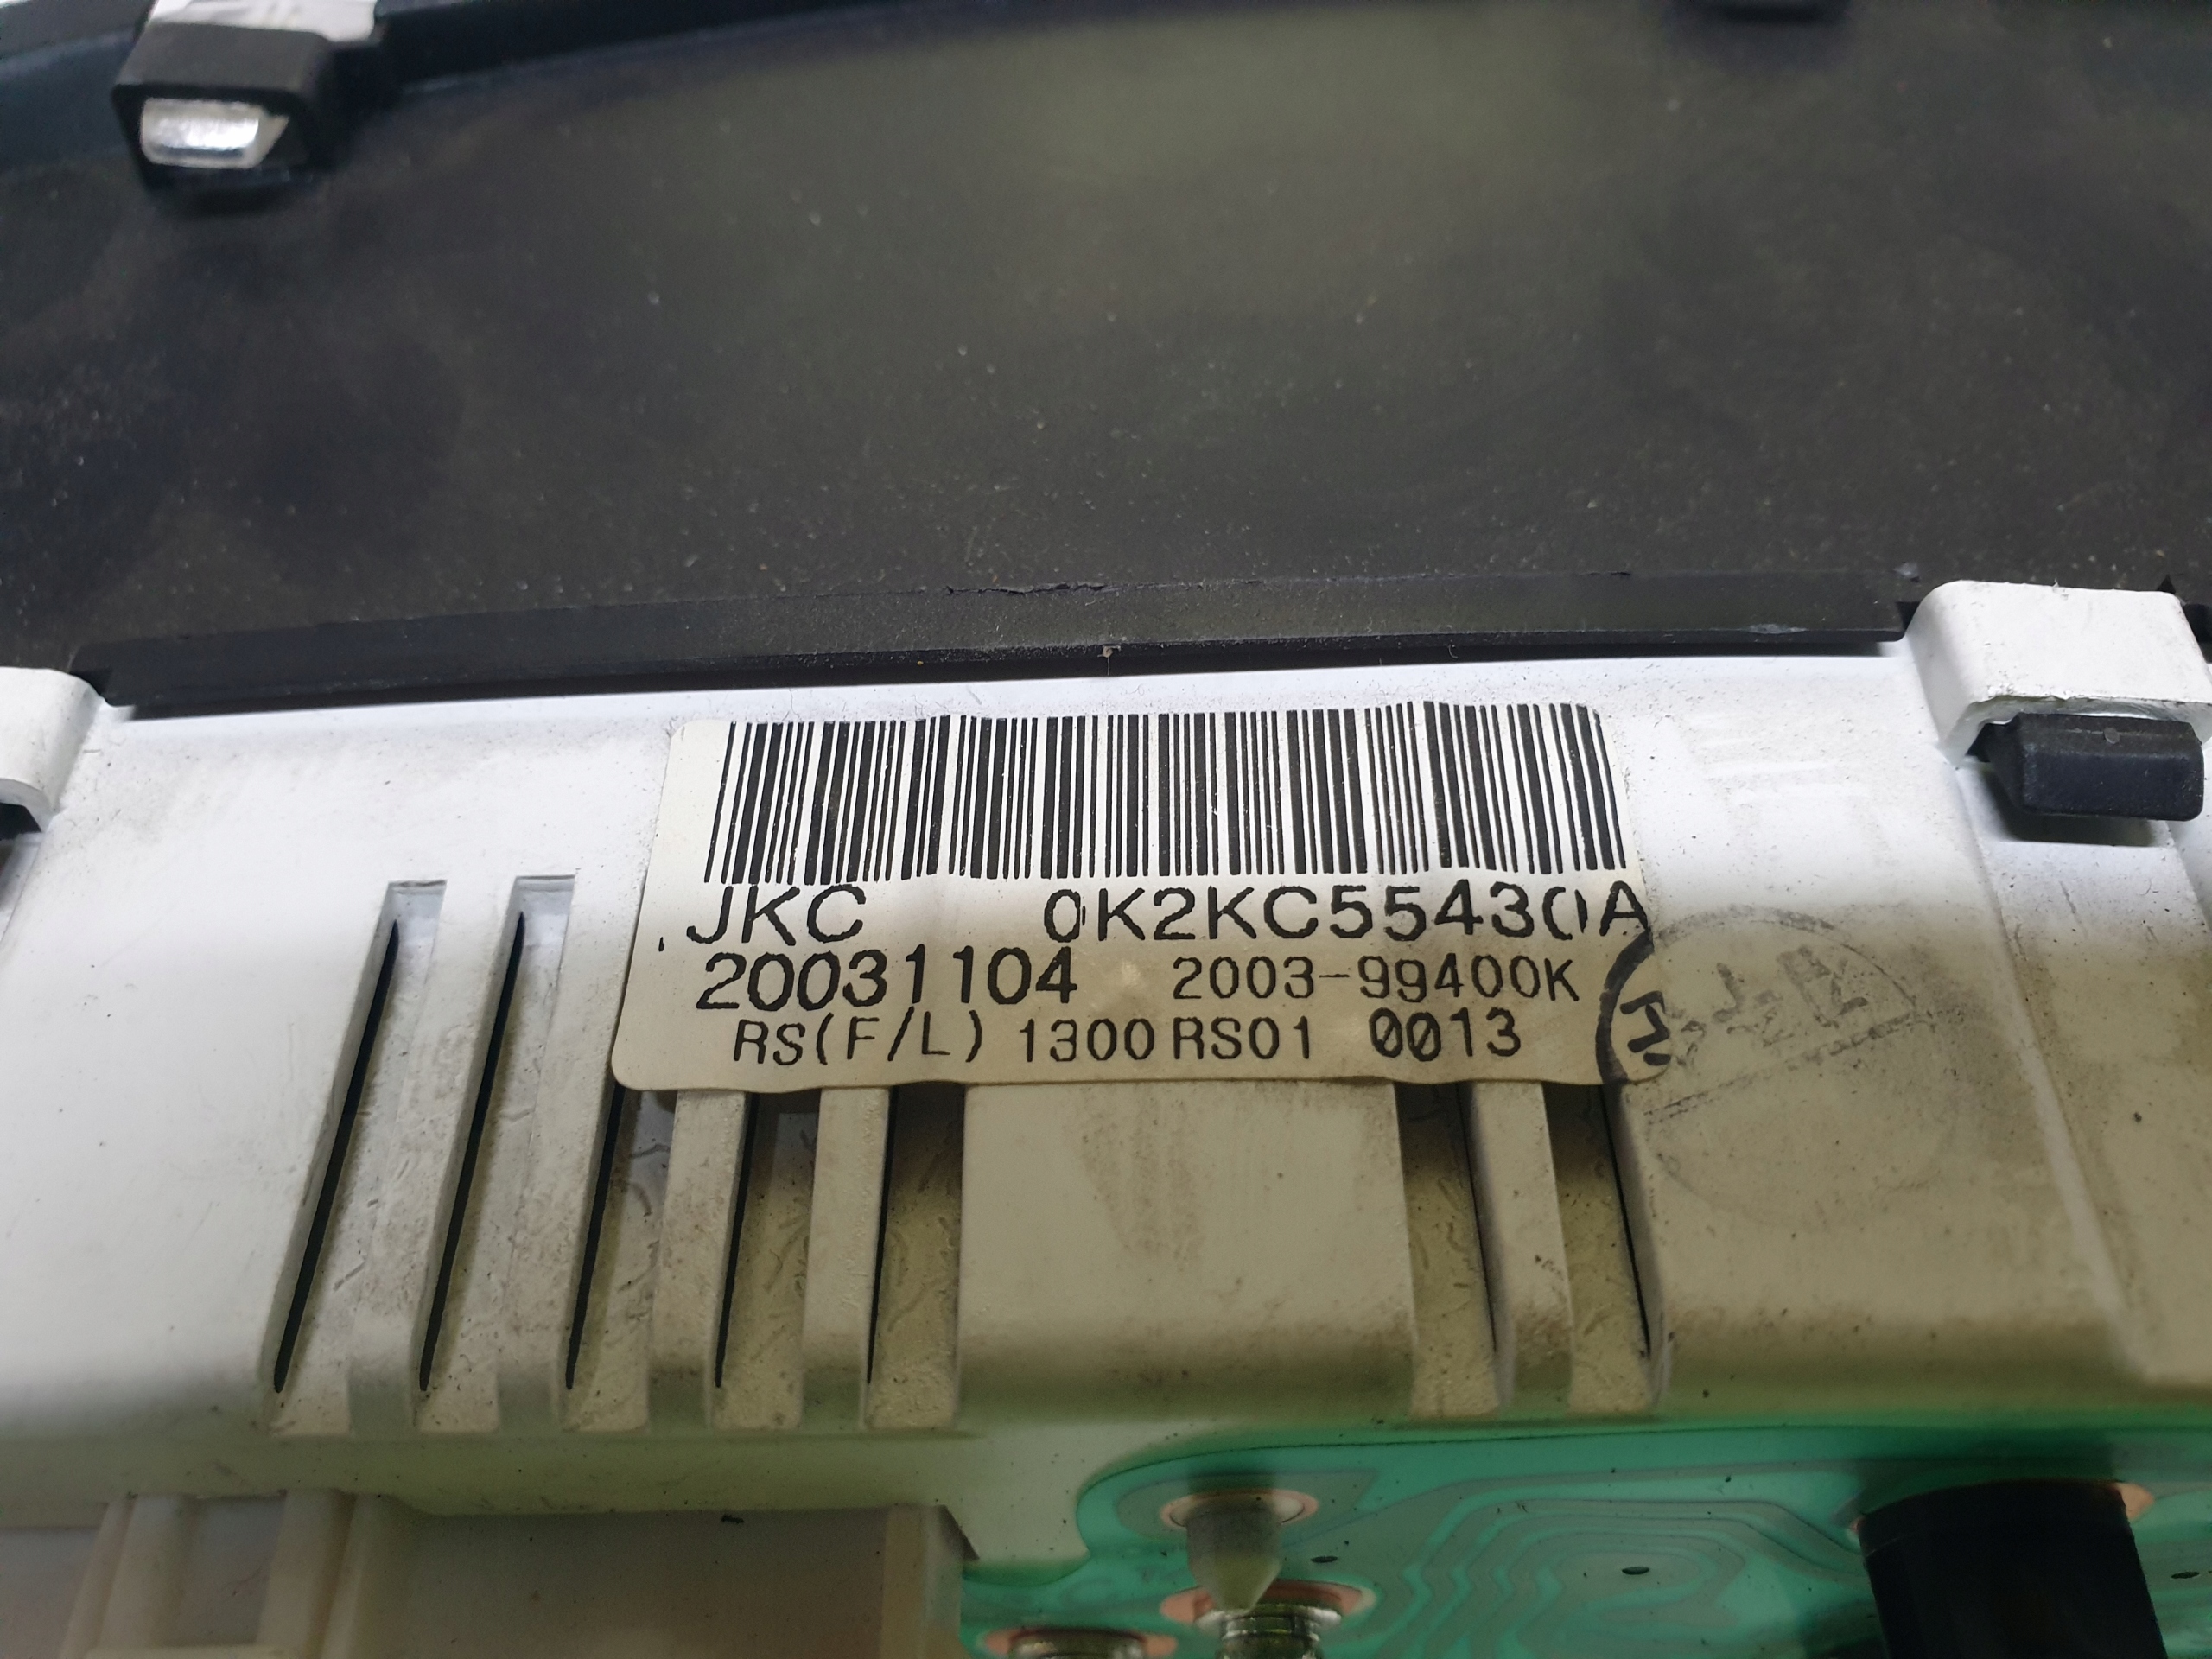 JKC 0K2KC55430A
20031104 2003-99400K
RS(F/L) 1300 RS01 0013